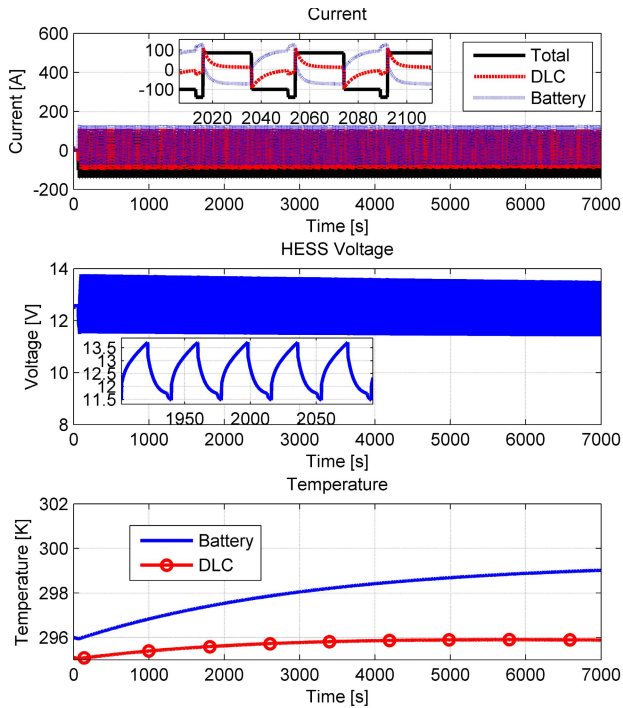 Current
Current [A]
600
400
200
0
-200
100
0
-100
2020 2040 2060 2080 2100
Total
DLC
Battery
0 1000 2000 3000 4000 5000 6000 7000
Time [s]
HESS Voltage
Voltage [V]
14
12
10
8
13.5
13
12.5
12
11.5
1950 2000 2050
0 1000 2000 3000 4000 5000 6000 7000
Time [s]
Temperature
Temperature [K]
302
300
298
296
Battery
DLC
0 1000 2000 3000 4000 5000 6000 7000
Time [s]